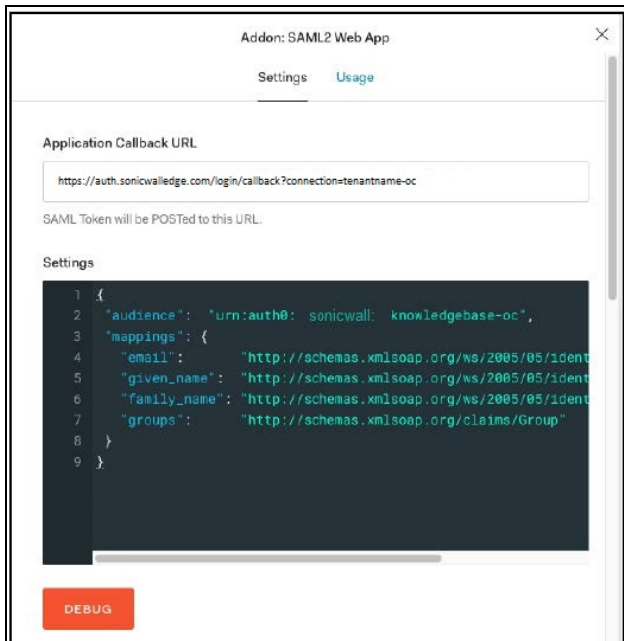 Addon: SAML2 Web App
Settings Usage
Application Callback URL
https://auth.sonicwalledge.com/login/callback?connection=tenantname-oc
SAML Token will be POSTed to this URL.
Settings
1 {
2 "audience": "urn:auth0: sonicwall: knowledgebase-oc",
3 "mappings": {
4 "email": "http://schemas.xmlsoap.org/ws/2005/05/ident
5 "given_name": "http://schemas.xmlsoap.org/ws/2005/05/ident
6 "family_name": "http://schemas.xmlsoap.org/ws/2005/05/ident
7 "groups": "http://schemas.xmlsoap.org/claims/Group"
8 }
9 }
DEBUG